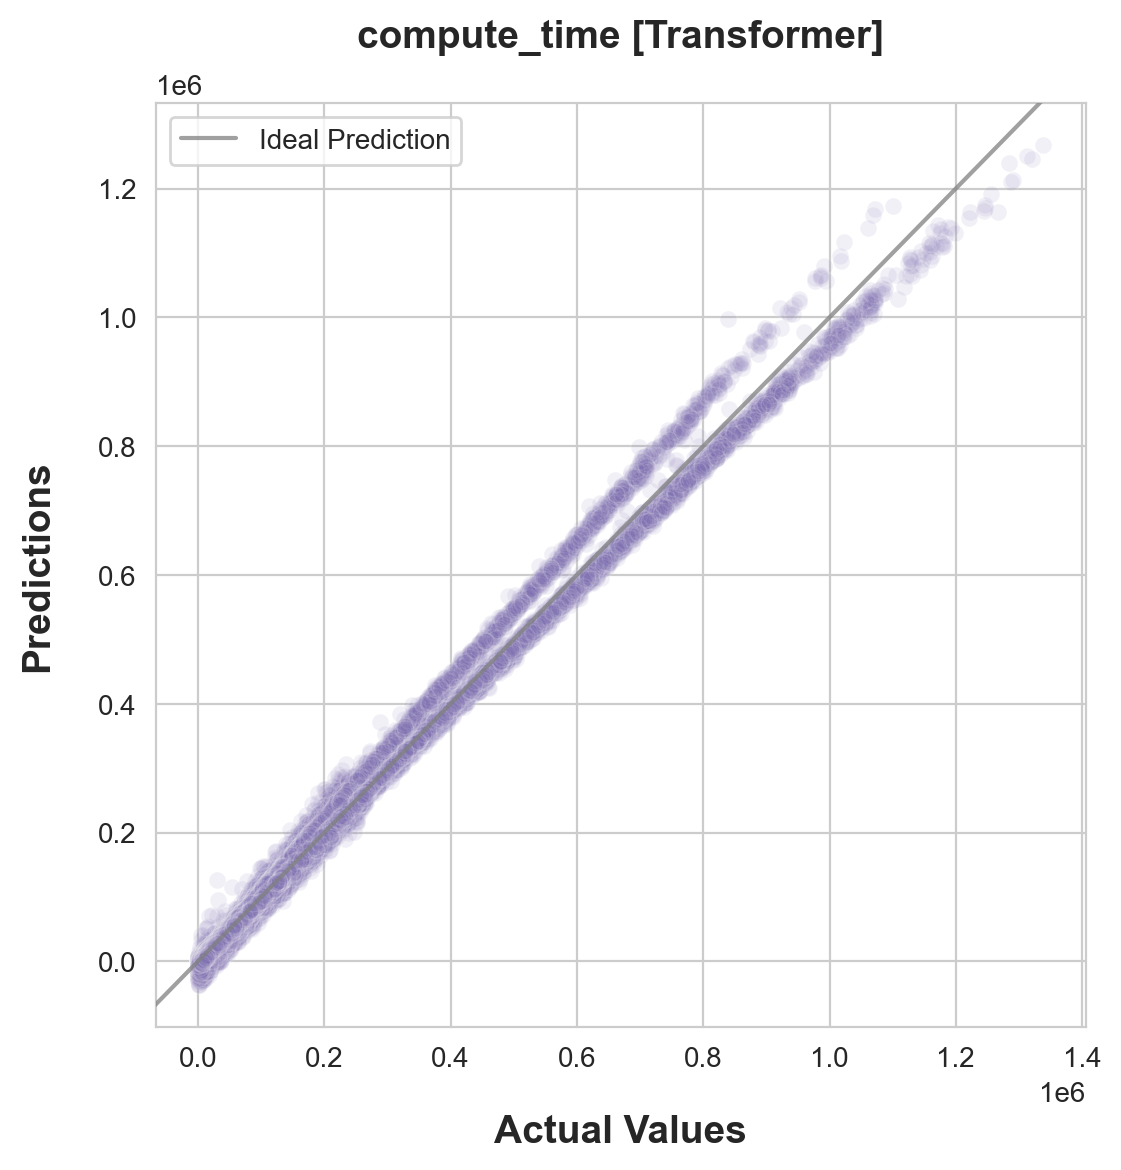 compute_time [Transformer]
1e6
Ideal Prediction
1.2
1.0
0.8
0.6
0.4
0.2
0.0
Predictions
0.0 0.2 0.4 0.6 0.8 1.0 1.2 1.4
1e6
Actual Values